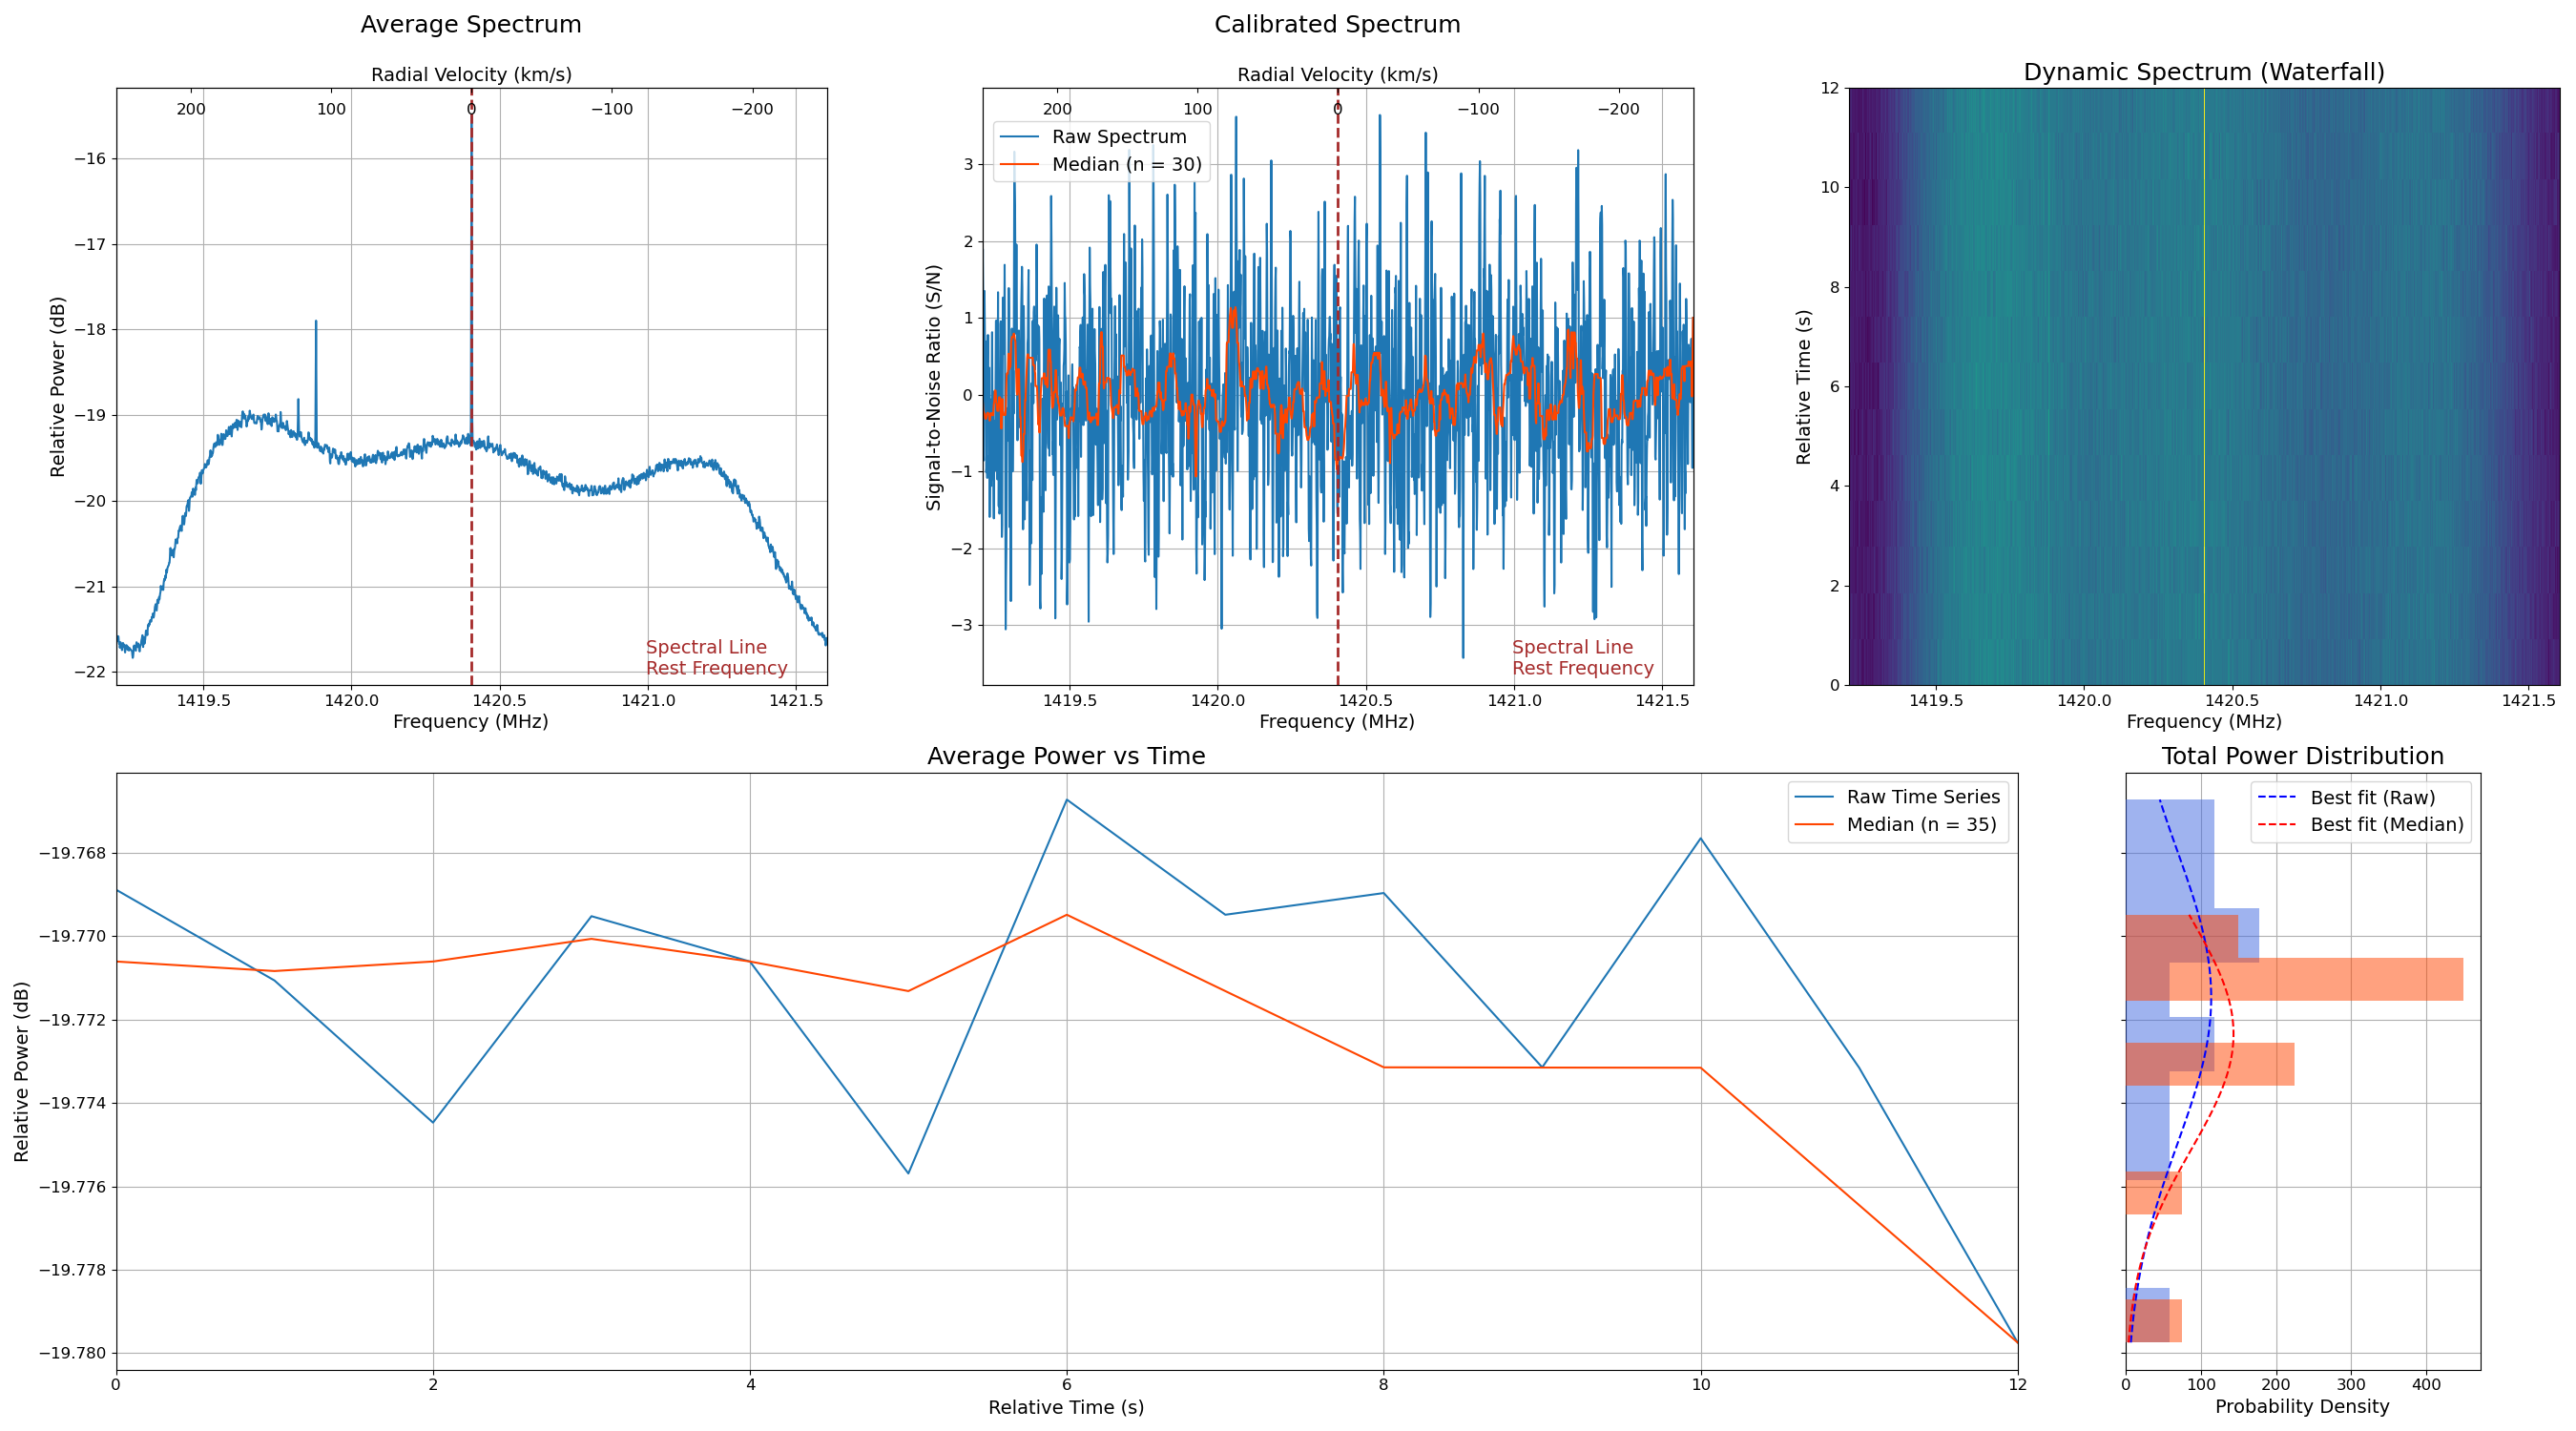 Average Spectrum
Radial Velocity (km/s)
200 100 0 −100 −200
−16
−17
−18
−19
−20
−21
−22
Relative Power (dB)
Spectral Line
Rest Frequency
1419.5 1420.0 1420.5 1421.0 1421.5
Frequency (MHz)
Calibrated Spectrum
Radial Velocity (km/s)
200 100 0 −100 −200
Raw Spectrum
Median (n = 30)
3
2
1
0
−1
−2
−3
Signal-to-Noise Ratio (S/N)
Spectral Line
Rest Frequency
1419.5 1420.0 1420.5 1421.0 1421.5
Frequency (MHz)
Dynamic Spectrum (Waterfall)
12
10
8
6
4
2
0
Relative Time (s)
1419.5 1420.0 1420.5 1421.0 1421.5
Frequency (MHz)
Average Power vs Time
Raw Time Series
Median (n = 35)
−19.768
−19.770
−19.772
−19.774
−19.776
−19.778
−19.780
Relative Power (dB)
0 2 4 6 8 10 12
Relative Time (s)
Total Power Distribution
Best fit (Raw)
Best fit (Median)
0 100 200 300 400
Probability Density